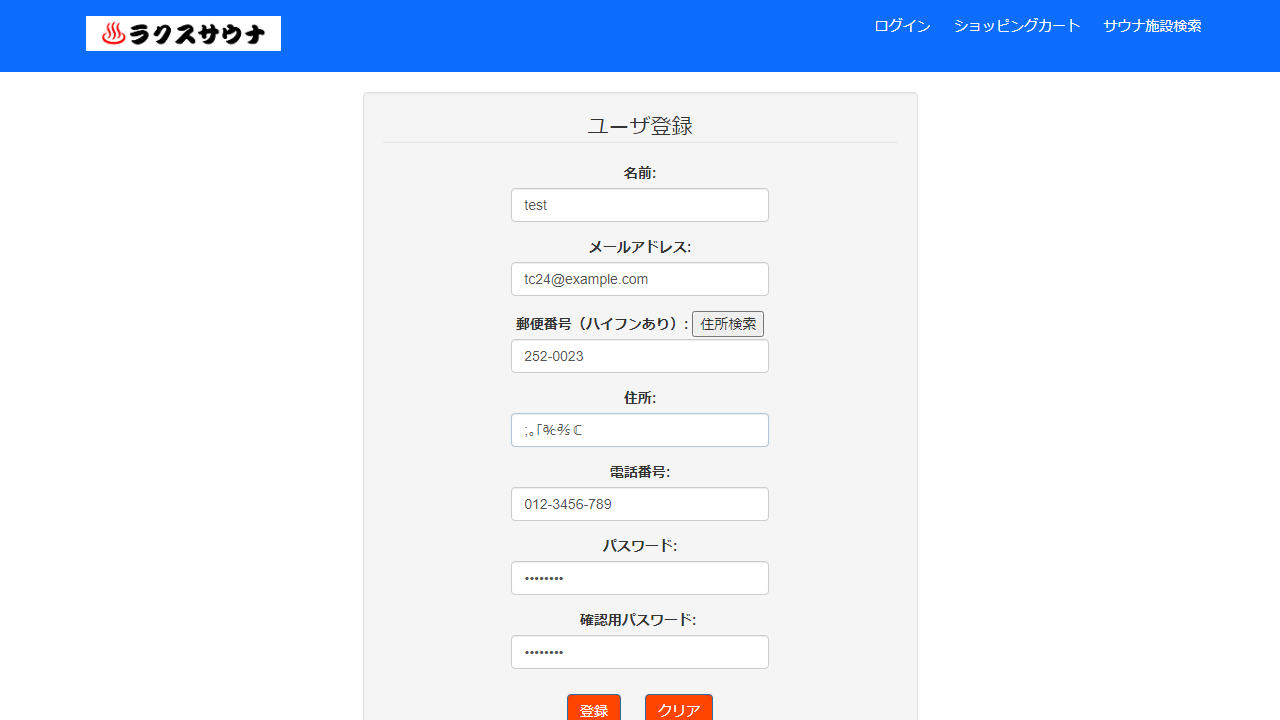 ♨ラクスサウナ
ログイン ショッピングカート サウナ施設検索
ユーザ登録
名前:
test
メールアドレス:
tc24@example.com
郵便番号（ハイフンあり）: 住所検索
252-0023
住所:
;｡｢℀⅗ℂ
電話番号:
012-3456-789
パスワード:
••••••••
確認用パスワード:
••••••••
登録 クリア